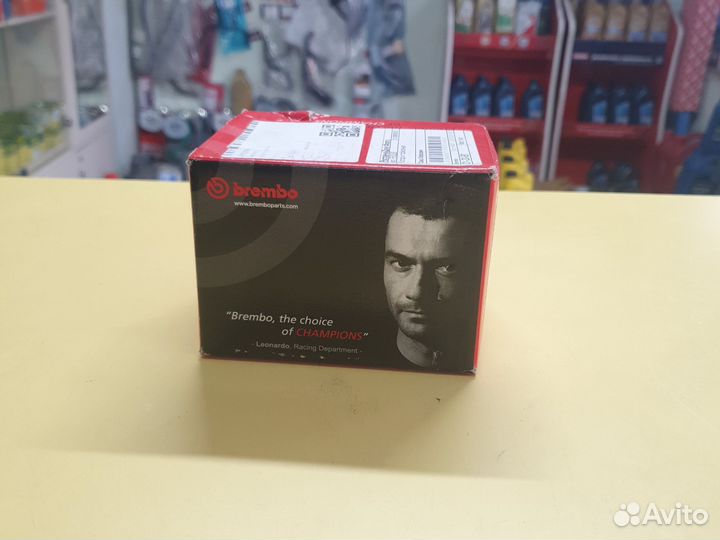 brembo
www.bremboparts.com
"Brembo, the choice
of CHAMPIONS"
- Leonardo, Racing Department -
Avito